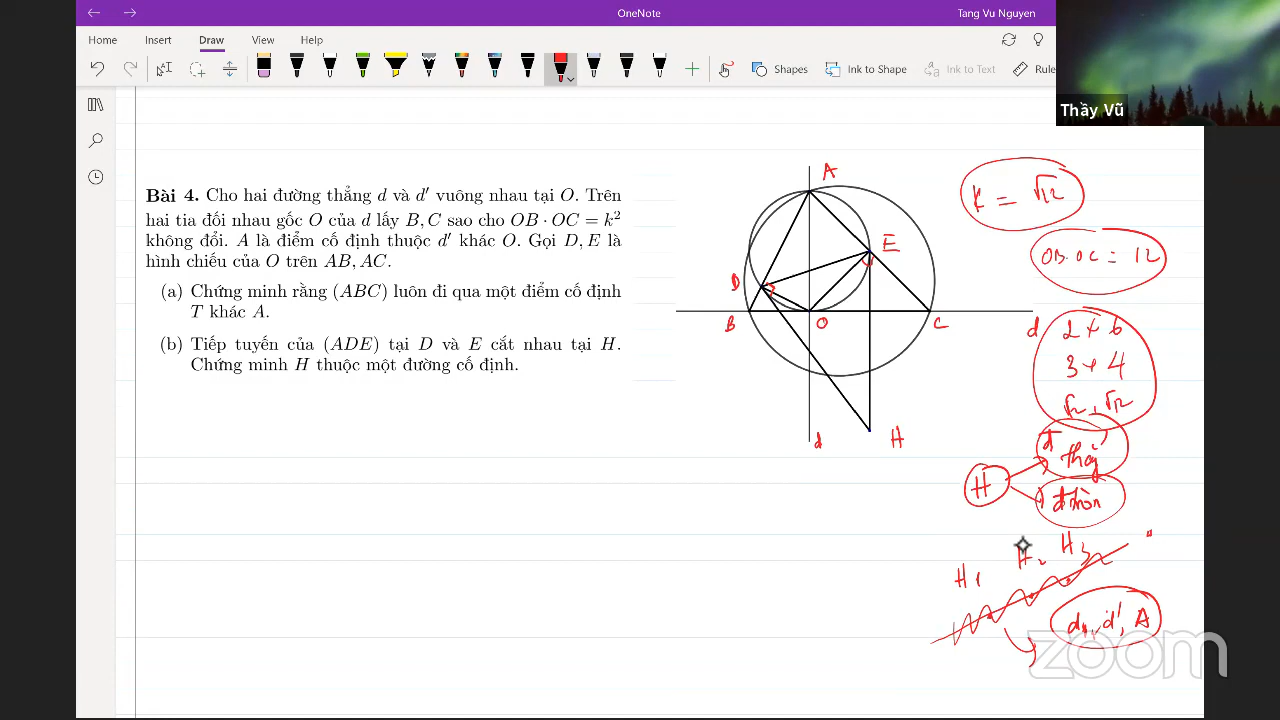 OneNote
Tang Vu Nguyen
Home Insert Draw View Help
Shapes Ink to Shape Ink to Text Rule
Thầy Vũ
Bài 4. Cho hai đường thẳng d và d′ vuông nhau tại O. Trên
hai tia đối nhau gốc O của d lấy B, C sao cho OB · OC = k²
không đổi. A là điểm cố định thuộc d′ khác O. Gọi D, E là
hình chiếu của O trên AB, AC.
(a) Chứng minh rằng (ABC) luôn đi qua một điểm cố định
T khác A.
(b) Tiếp tuyến của (ADE) tại D và E cắt nhau tại H.
Chứng minh H thuộc một đường cố định.
A
E
D
B
O
C
d
d
H
K = √12
OB.OC = 12
2 + 6
3 + 4
√12, √12
H
H1 H2 H3
d, d', A
zoom